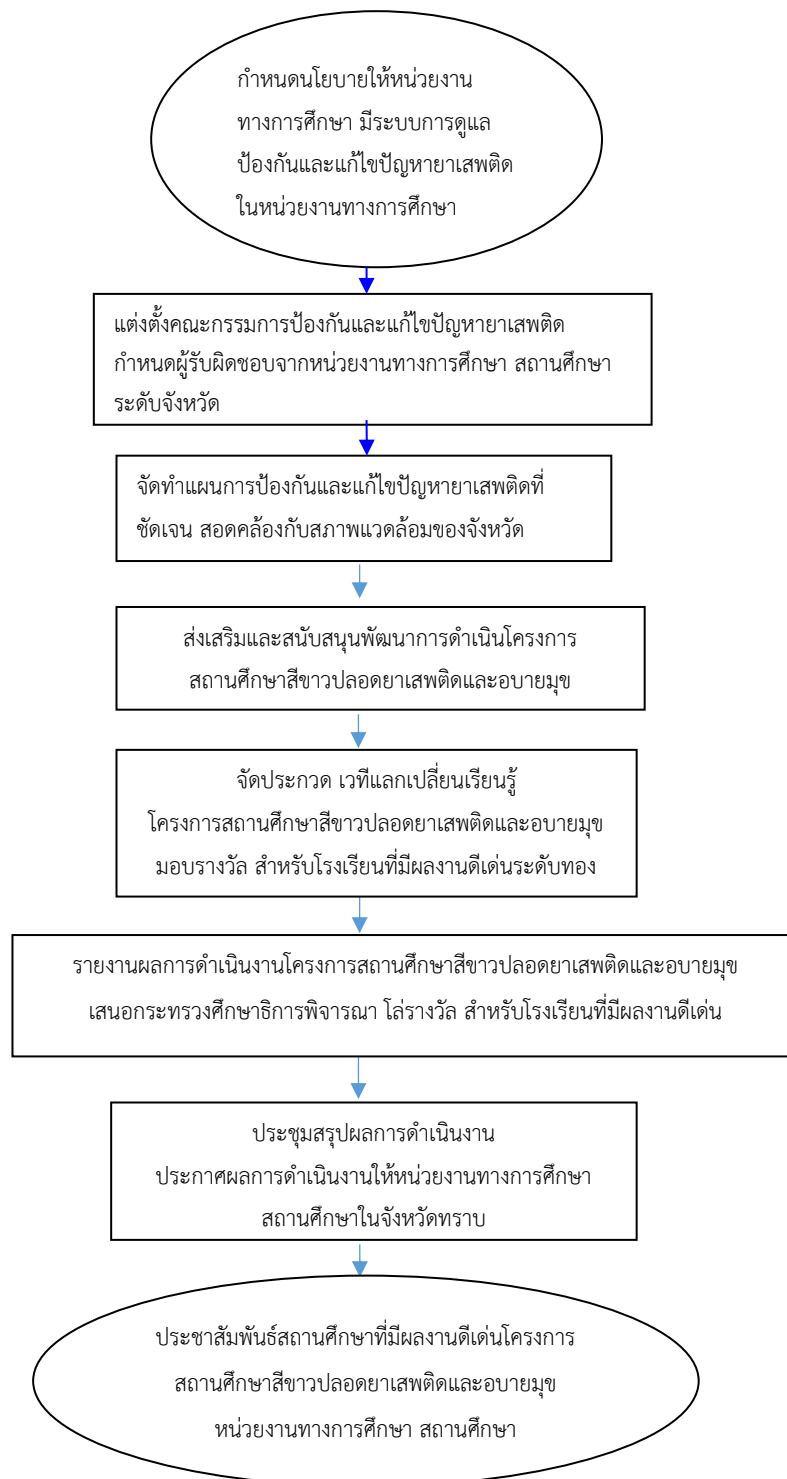 กำหนดนโยบายให้หน่วยงาน
ทางการศึกษา มีระบบการดูแล
ป้องกันและแก้ไขปัญหายาเสพติด
ในหน่วยงานทางการศึกษา
แต่งตั้งคณะกรรมการป้องกันและแก้ไขปัญหายาเสพติด
กำหนดผู้รับผิดชอบจากหน่วยงานทางการศึกษา สถานศึกษา
ระดับจังหวัด
จัดทำแผนการป้องกันและแก้ไขปัญหายาเสพติดที่
ชัดเจน สอดคล้องกับสภาพแวดล้อมของจังหวัด
ส่งเสริมและสนับสนุนพัฒนาการดำเนินโครงการ
สถานศึกษาสีขาวปลอดยาเสพติดและอบายมุข
จัดประกวด เวทีแลกเปลี่ยนเรียนรู้
โครงการสถานศึกษาสีขาวปลอดยาเสพติดและอบายมุข
มอบรางวัล สำหรับโรงเรียนที่มีผลงานดีเด่นระดับทอง
รายงานผลการดำเนินงานโครงการสถานศึกษาสีขาวปลอดยาเสพติดและอบายมุข
เสนอกระทรวงศึกษาธิการพิจารณา โล่รางวัล สำหรับโรงเรียนที่มีผลงานดีเด่น
ประชุมสรุปผลการดำเนินงาน
ประกาศผลการดำเนินงานให้หน่วยงานทางการศึกษา
สถานศึกษาในจังหวัดทราบ
ประชาสัมพันธ์สถานศึกษาที่มีผลงานดีเด่นโครงการ
สถานศึกษาสีขาวปลอดยาเสพติดและอบายมุข
หน่วยงานทางการศึกษา สถานศึกษา